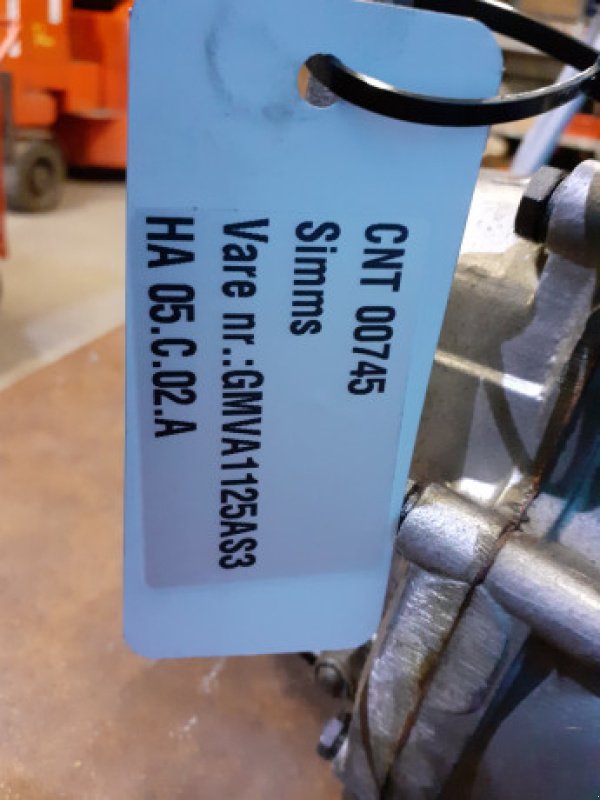 CNT 00745
Simms
Vare nr.:GMVA1125AS3
HA 05.C.02.A